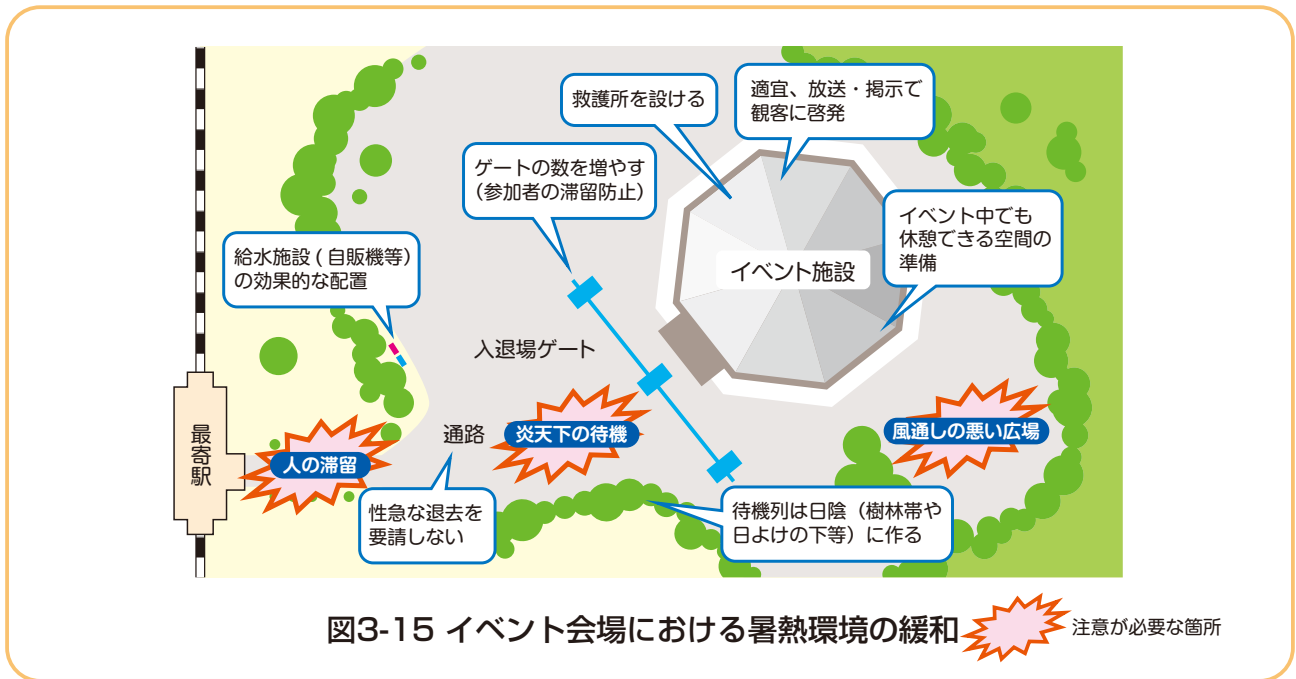 救護所を設ける
適宜、放送・掲示で
観客に啓発
ゲートの数を増やす
（参加者の滞留防止）
イベント中でも
休憩できる空間の
準備
給水施設 ( 自販機等)
の効果的な配置
イベント施設
入退場ゲート
最寄駅
人の滞留
通路
炎天下の待機
風通しの悪い広場
性急な退去を
要請しない
待機列は日陰（樹林帯や
日よけの下等）に作る
図3-15 イベント会場における暑熱環境の緩和
注意が必要な箇所